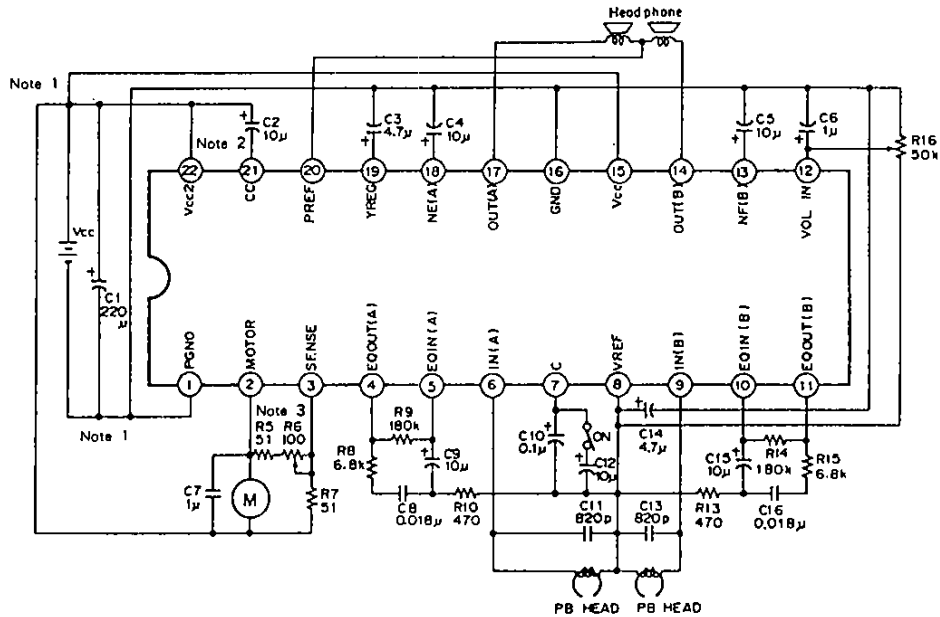 Headphone
Note 1
C2
10μ
Note 2
C3
4.7μ
C4
10μ
C5
10μ
C6
1μ
R16
50k
22
21
20
19
18
17
16
15
14
13
12
Vcc2
CC
PREF
YREG
NE(A)
OUT(A)
GND
Vcc
OUT(B)
NF(B)
VOL IN
Vcc
C1
220
μ
PGND
MOTOR
SENSE
EQOUT(A)
EQIN(A)
IN(A)
C
VREF
IN(B)
EQIN(B)
EQOUT(B)
1
2
3
4
5
6
7
8
9
10
11
Note 1
Note 3
R5
51
R6
100
R7
51
C7
1μ
M
R9
180k
R8
6.8k
C9
10μ
C8
0.018μ
R10
470
C10
0.1μ
ON
C12
10μ
C14
4.7μ
C11
820p
C13
820p
R14
180k
C15
10μ
R15
6.8k
R13
470
C16
0.018μ
PB HEAD
PB HEAD